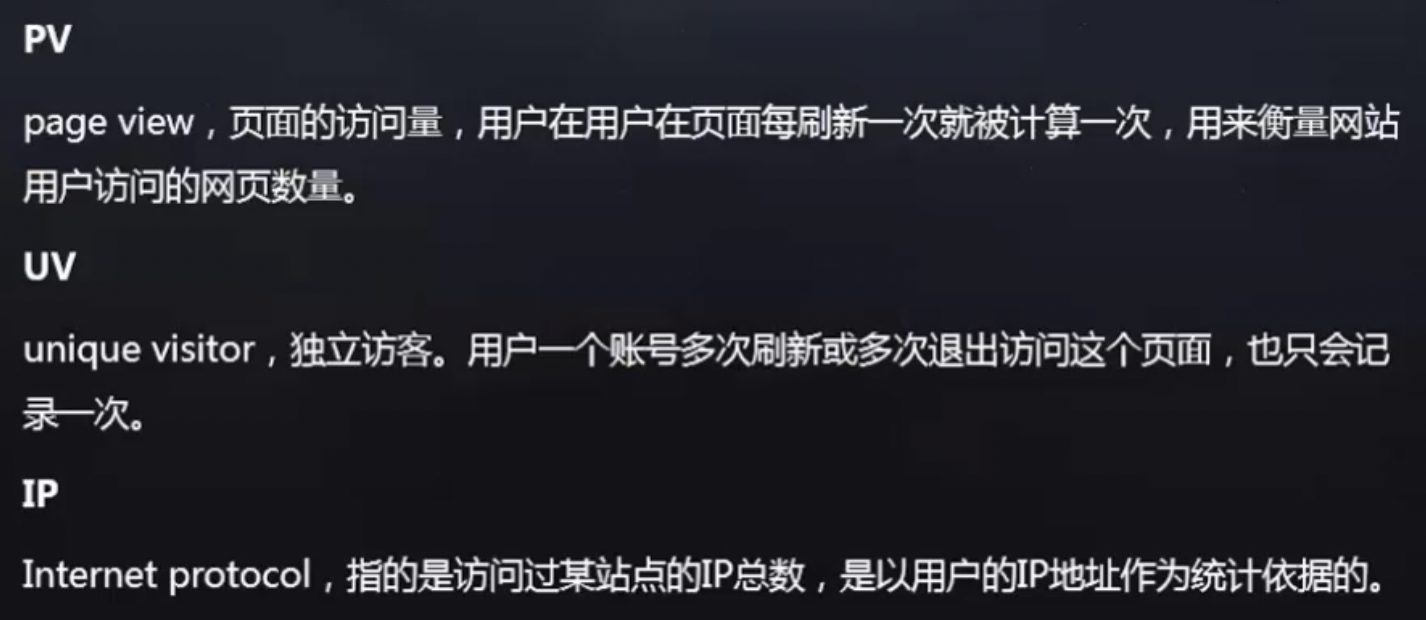 PV
page view，页面的访问量，用户在用户在页面每刷新一次就被计算一次，用来衡量网站
用户访问的网页数量。
UV
unique visitor，独立访客。用户一个账号多次刷新或多次退出访问这个页面，也只会记
录一次。
IP
Internet protocol，指的是访问过某站点的IP总数，是以用户的IP地址作为统计依据的。